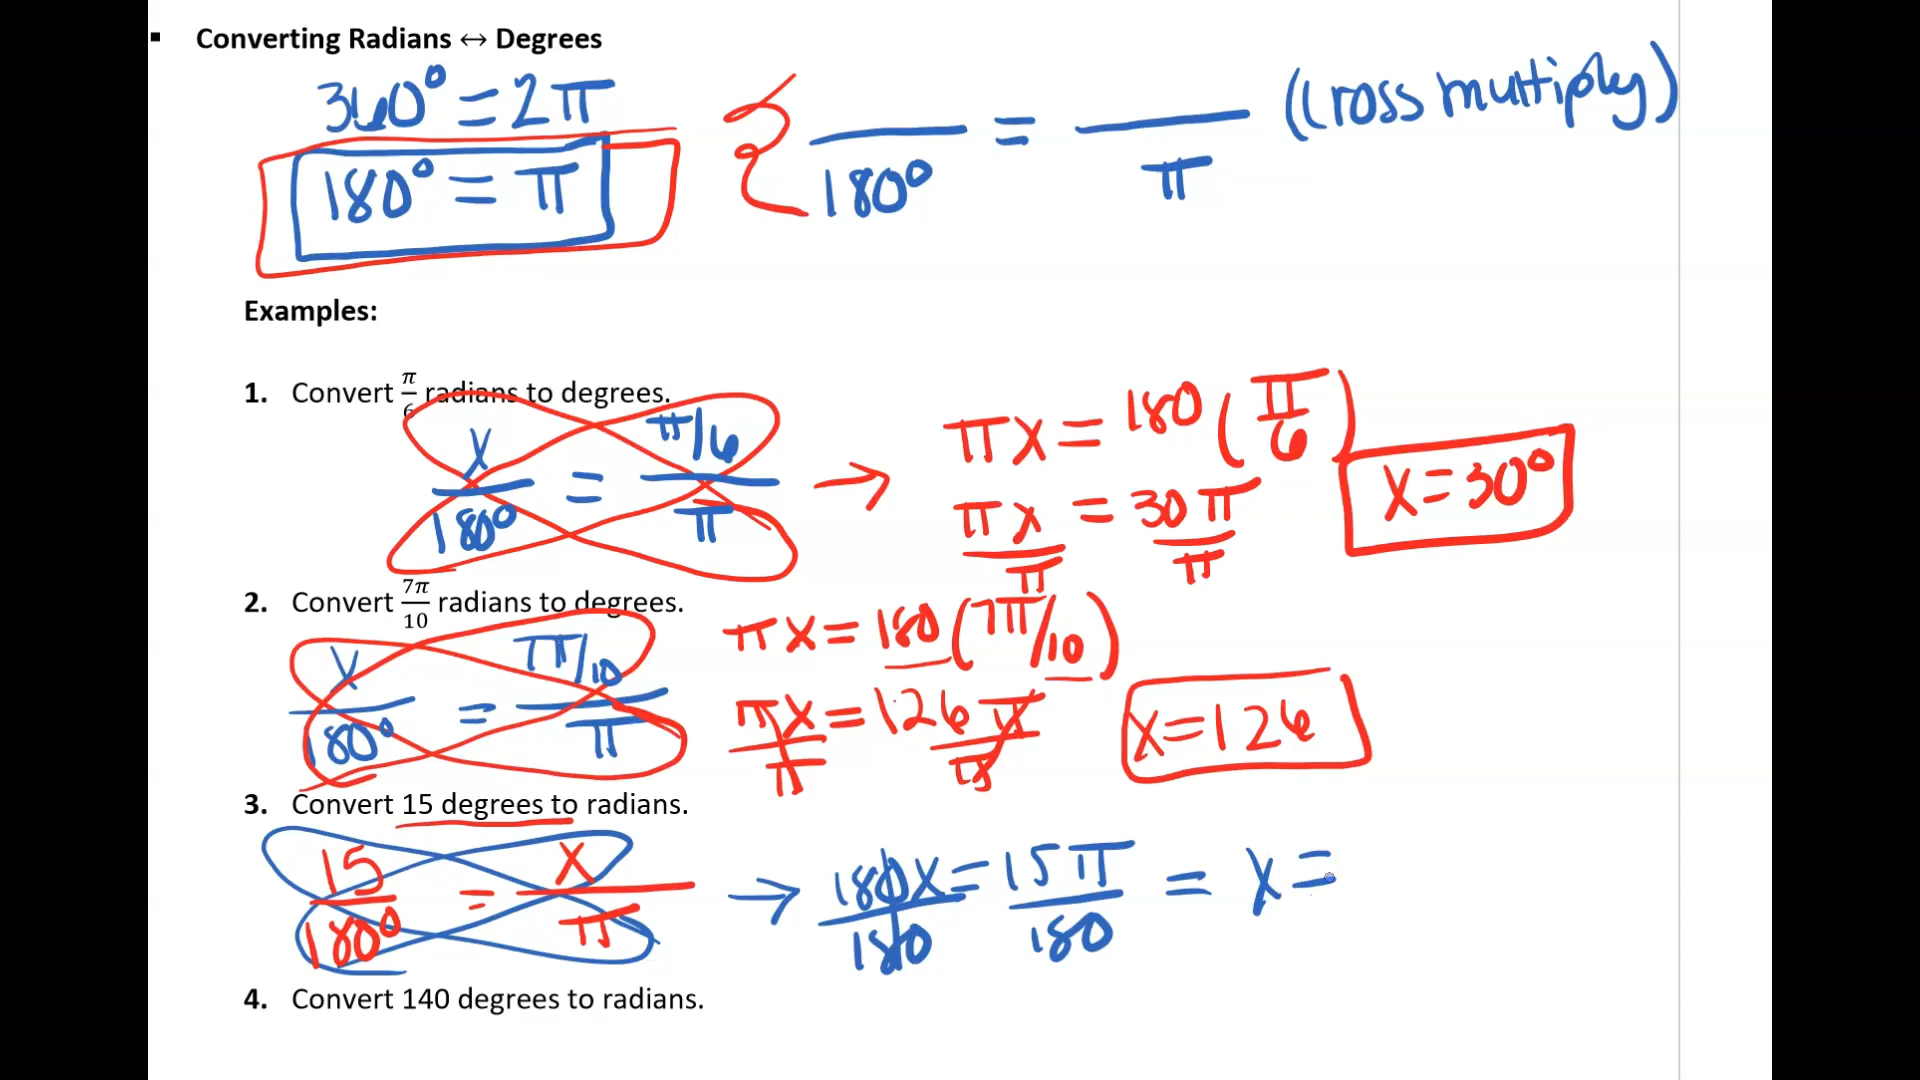 ▪ Converting Radians ↔ Degrees
360° = 2π
180° = π
/180° = /π (cross multiply)
Examples:
1. Convert π/6 radians to degrees.
x/180° = π/6/π → πx = 180(π/6)
πx/π = 30π/π
x = 30°
2. Convert 7π/10 radians to degrees.
x/180° = 7π/10/π
πx = 180(7π/10)
πx/π = 126π/π
x = 126
3. Convert 15 degrees to radians.
15/180° = x/π → 180x/180 = 15π/180 = x =
4. Convert 140 degrees to radians.